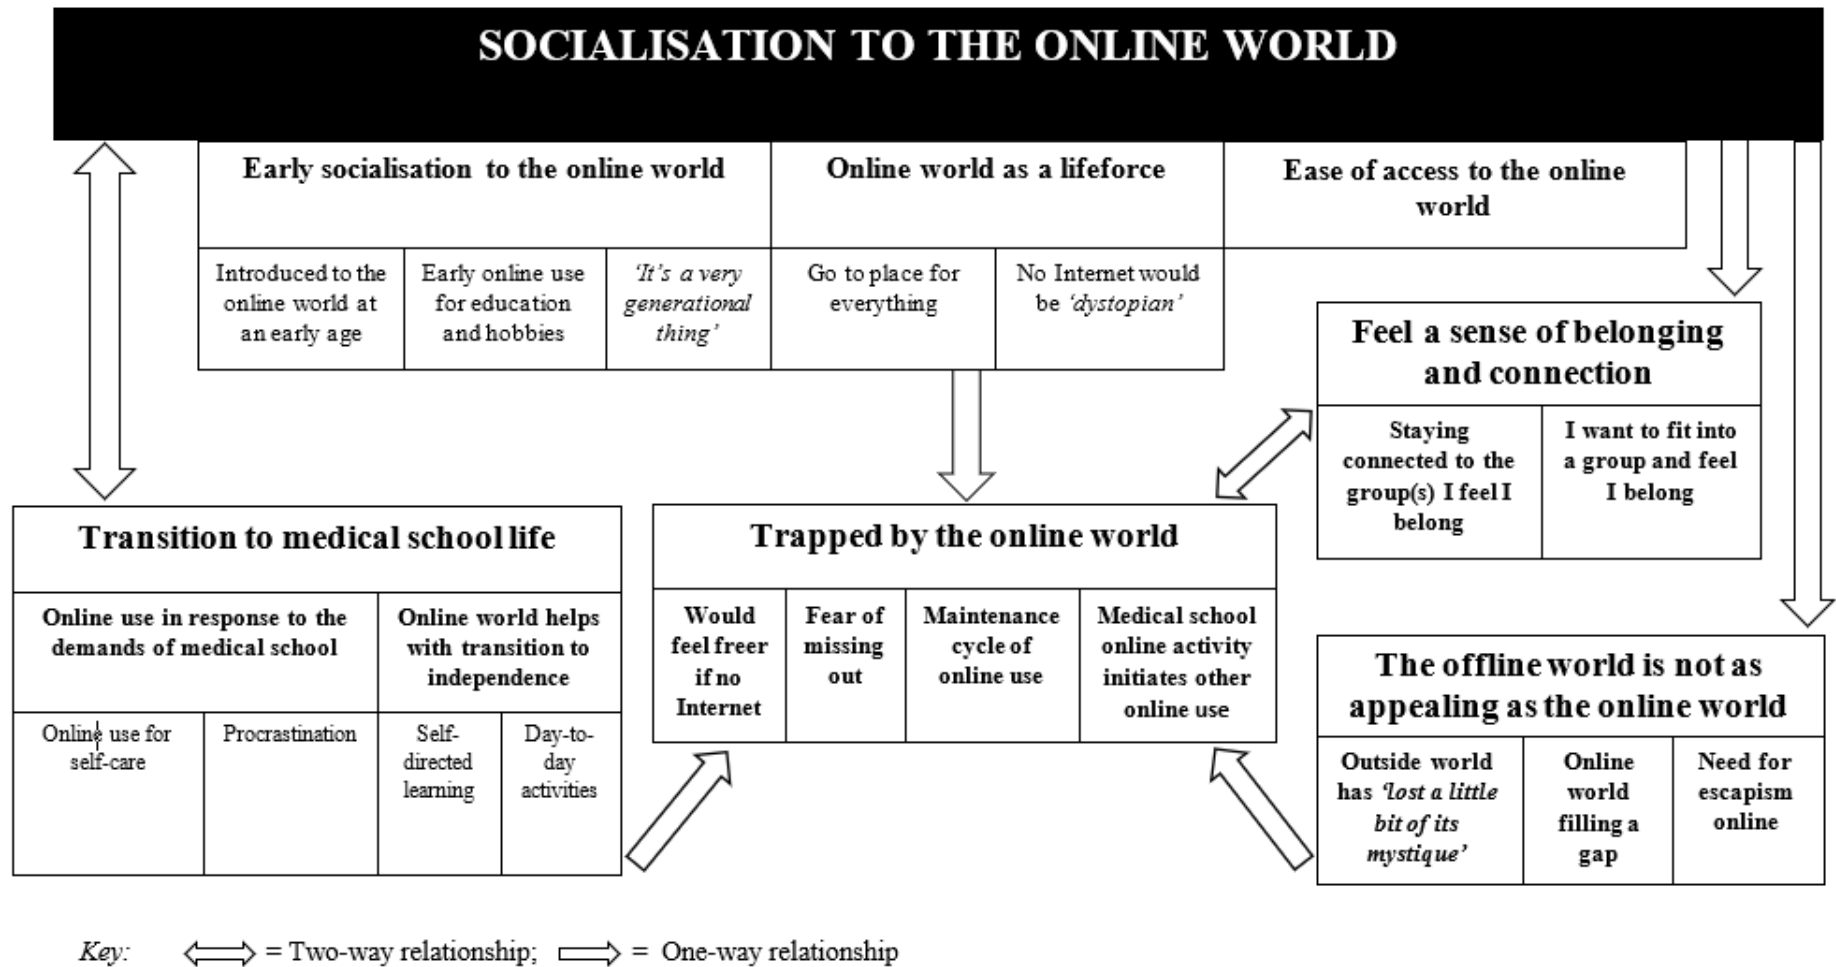 SOCIALISATION TO THE ONLINE WORLD
Early socialisation to the online world
Online world as a lifeforce
Ease of access to the online
world
Introduced to the
online world at
an early age
Early online use
for education
and hobbies
‘It’s a very
generational
thing’
Go to place for
everything
No Internet would
be ‘dystopian’
Feel a sense of belonging
and connection
Staying
connected to the
group(s) I feel I
belong
I want to fit into
a group and feel
I belong
Transition to medical school life
Online use in response to the
demands of medical school
Online world helps
with transition to
independence
Online use for
self-care
Procrastination
Self-
directed
learning
Day-to-
day
activities
Trapped by the online world
Would
feel freer
if no
Internet
Fear of
missing
out
Maintenance
cycle of
online use
Medical school
online activity
initiates other
online use
The offline world is not as
appealing as the online world
Outside world
has ‘lost a little
bit of its
mystique’
Online
world
filling a
gap
Need for
escapism
online
Key: = Two-way relationship; = One-way relationship